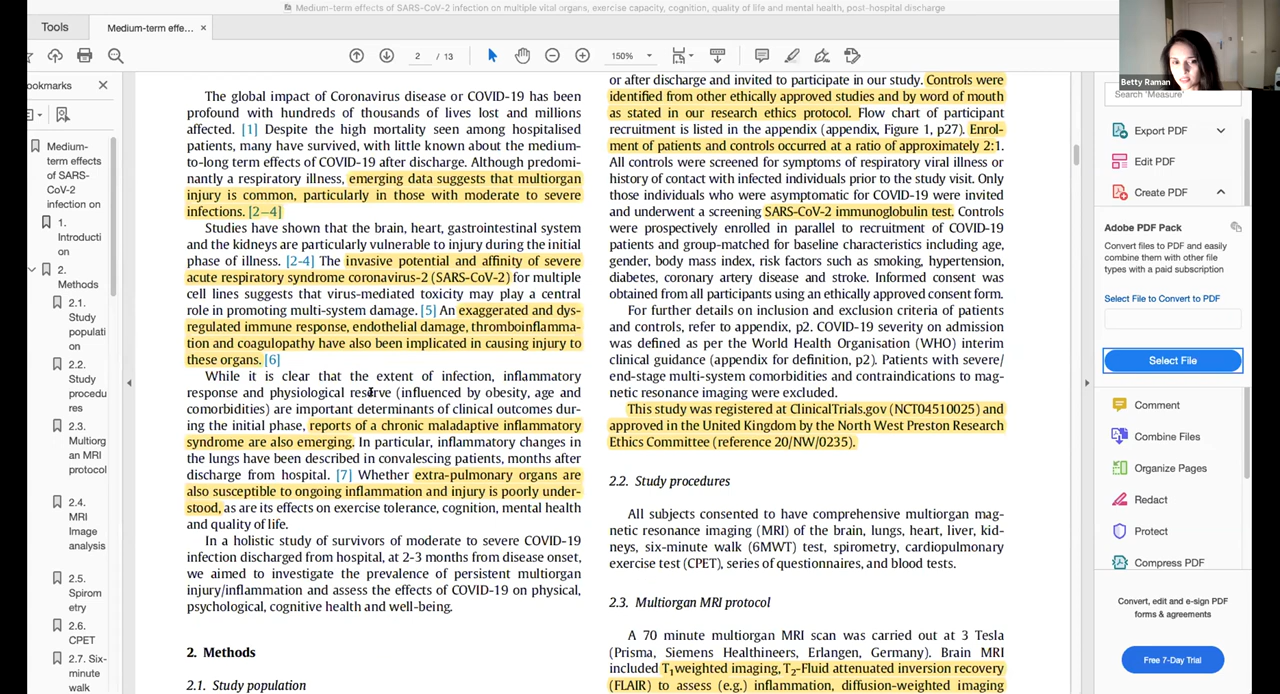 Medium-term effects of SARS-CoV-2 infection on multiple vital organs, exercise capacity, cognition, quality of life and mental health, post-hospital discharge
Tools
Medium-term effe... ×
2 / 13
150%
Betty Raman
ookmarks
Medium-
term effects
of SARS-
CoV-2
infection on
1.
Introducti
on
2.
Methods
2.1.
Study
populati
on
2.2.
Study
procedu
res
2.3.
Multiorg
an MRI
protocol
2.4.
MRI
Image
analysis
2.5.
Spirom
etry
2.6.
CPET
2.7. Six-
minute
walk
The global impact of Coronavirus disease or COVID-19 has been
profound with hundreds of thousands of lives lost and millions
affected. [1] Despite the high mortality seen among hospitalised
patients, many have survived, with little known about the medium-
to-long term effects of COVID-19 after discharge. Although predomi-
nantly a respiratory illness, emerging data suggests that multiorgan
injury is common, particularly in those with moderate to severe
infections. [2–4]
Studies have shown that the brain, heart, gastrointestinal system
and the kidneys are particularly vulnerable to injury during the initial
phase of illness. [2-4] The invasive potential and affinity of severe
acute respiratory syndrome coronavirus-2 (SARS-CoV-2) for multiple
cell lines suggests that virus-mediated toxicity may play a central
role in promoting multi-system damage. [5] An exaggerated and dys-
regulated immune response, endothelial damage, thromboinflamma-
tion and coagulopathy have also been implicated in causing injury to
these organs. [6]
While it is clear that the extent of infection, inflammatory
response and physiological reserve (influenced by obesity, age and
comorbidities) are important determinants of clinical outcomes dur-
ing the initial phase, reports of a chronic maladaptive inflammatory
syndrome are also emerging. In particular, inflammatory changes in
the lungs have been described in convalescing patients, months after
discharge from hospital. [7] Whether extra-pulmonary organs are
also susceptible to ongoing inflammation and injury is poorly under-
stood, as are its effects on exercise tolerance, cognition, mental health
and quality of life.
In a holistic study of survivors of moderate to severe COVID-19
infection discharged from hospital, at 2-3 months from disease onset,
we aimed to investigate the prevalence of persistent multiorgan
injury/inflammation and assess the effects of COVID-19 on physical,
psychological, cognitive health and well-being.
2. Methods
2.1. Study population
or after discharge and invited to participate in our study. Controls were
identified from other ethically approved studies and by word of mouth
as stated in our research ethics protocol. Flow chart of participant
recruitment is listed in the appendix (appendix, Figure 1, p27). Enrol-
ment of patients and controls occurred at a ratio of approximately 2:1.
All controls were screened for symptoms of respiratory viral illness or
history of contact with infected individuals prior to the study visit. Only
those individuals who were asymptomatic for COVID-19 were invited
and underwent a screening SARS-CoV-2 immunoglobulin test. Controls
were prospectively enrolled in parallel to recruitment of COVID-19
patients and group-matched for baseline characteristics including age,
gender, body mass index, risk factors such as smoking, hypertension,
diabetes, coronary artery disease and stroke. Informed consent was
obtained from all participants using an ethically approved consent form.
For further details on inclusion and exclusion criteria of patients
and controls, refer to appendix, p2. COVID-19 severity on admission
was defined as per the World Health Organisation (WHO) interim
clinical guidance (appendix for definition, p2). Patients with severe/
end-stage multi-system comorbidities and contraindications to mag-
netic resonance imaging were excluded.
This study was registered at ClinicalTrials.gov (NCT04510025) and
approved in the United Kingdom by the North West Preston Research
Ethics Committee (reference 20/NW/0235).
2.2. Study procedures
All subjects consented to have comprehensive multiorgan mag-
netic resonance imaging (MRI) of the brain, lungs, heart, liver, kid-
neys, six-minute walk (6MWT) test, spirometry, cardiopulmonary
exercise test (CPET), series of questionnaires, and blood tests.
2.3. Multiorgan MRI protocol
A 70 minute multiorgan MRI scan was carried out at 3 Tesla
(Prisma, Siemens Healthineers, Erlangen, Germany). Brain MRI
included T1weighted imaging, T2-Fluid attenuated inversion recovery
(FLAIR) to assess (e.g.) inflammation, diffusion-weighted imaging
Search 'Measure'
Export PDF
Edit PDF
Create PDF
Adobe PDF Pack
Convert files to PDF and easily
combine them with other file
types with a paid subscription
Select File to Convert to PDF
Select File
Comment
Combine Files
Organize Pages
Redact
Protect
Compress PDF
Convert, edit and e-sign PDF
forms & agreements
Free 7-Day Trial